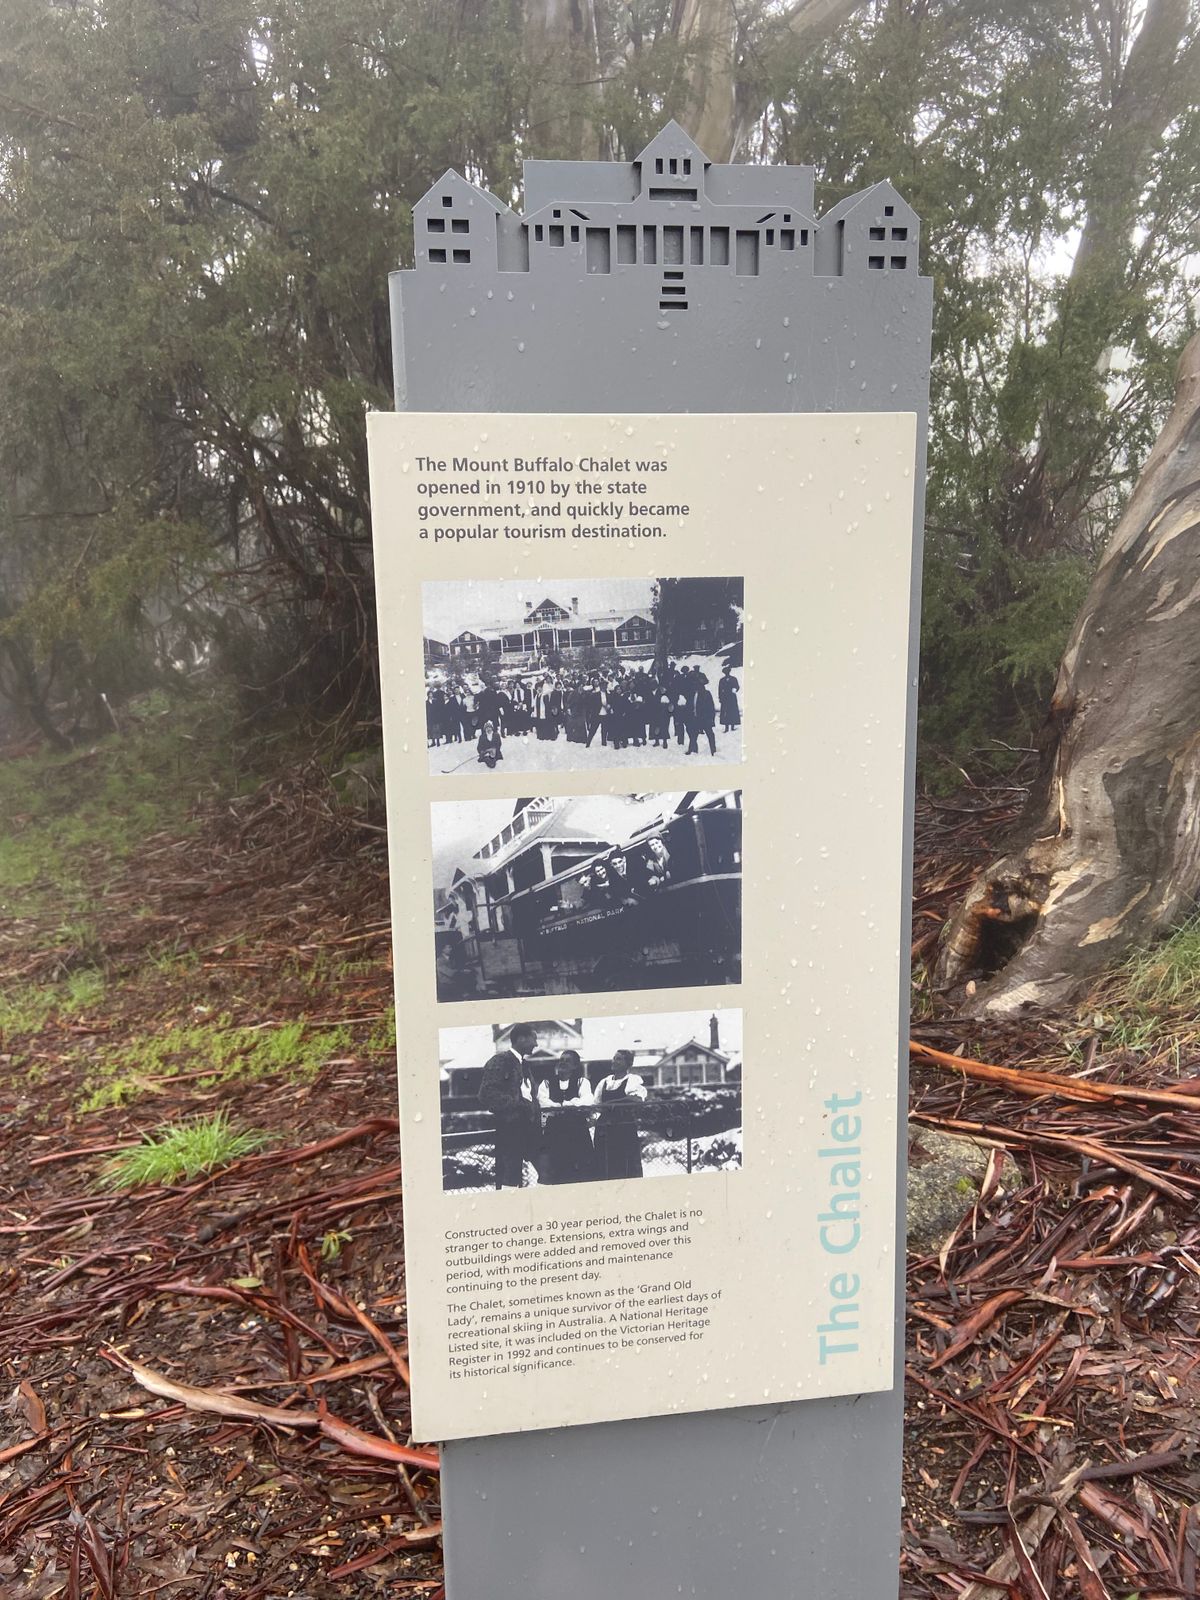 The Mount Buffalo Chalet was
opened in 1910 by the state
government, and quickly became
a popular tourism destination.
MT BUFFALO NATIONAL PARK
Constructed over a 30 year period, the Chalet is no
stranger to change. Extensions, extra wings and
outbuildings were added and removed over this
period, with modifications and maintenance
continuing to the present day.
The Chalet, sometimes known as the ‘Grand Old
Lady’, remains a unique survivor of the earliest days of
recreational skiing in Australia. A National Heritage
Listed site, it was included on the Victorian Heritage
Register in 1992 and continues to be conserved for
its historical significance.
The Chalet